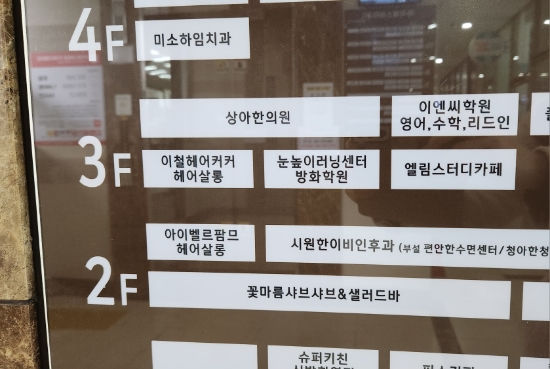 4F
미소하임치과
상아한의원
이엔씨학원
영어,수학,리드인
3F
이철헤어커커
헤어살롱
눈높이러닝센터
방화학원
엘림스터디카페
아이벨르팜므
헤어살롱
시원한이비인후과 (부설 편안한수면센터/청아한청
2F
꽃마름샤브샤브&샐러드바
슈퍼키친